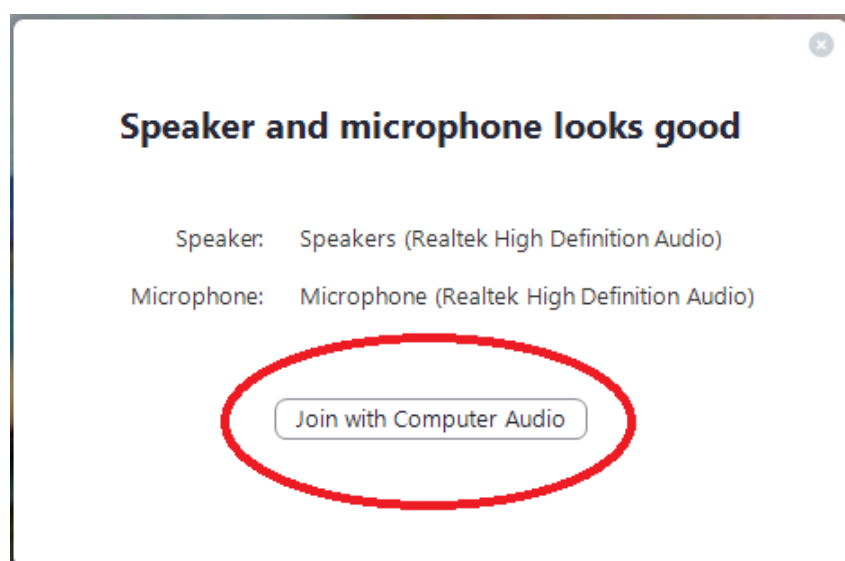 Speaker and microphone looks good
Speaker: Speakers (Realtek High Definition Audio)
Microphone: Microphone (Realtek High Definition Audio)
Join with Computer Audio